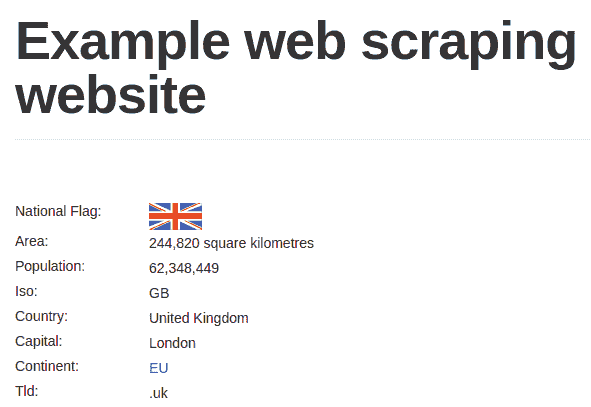 Example web scraping
website
National Flag:
Area: 244,820 square kilometres
Population: 62,348,449
Iso: GB
Country: United Kingdom
Capital: London
Continent: EU
Tld: .uk